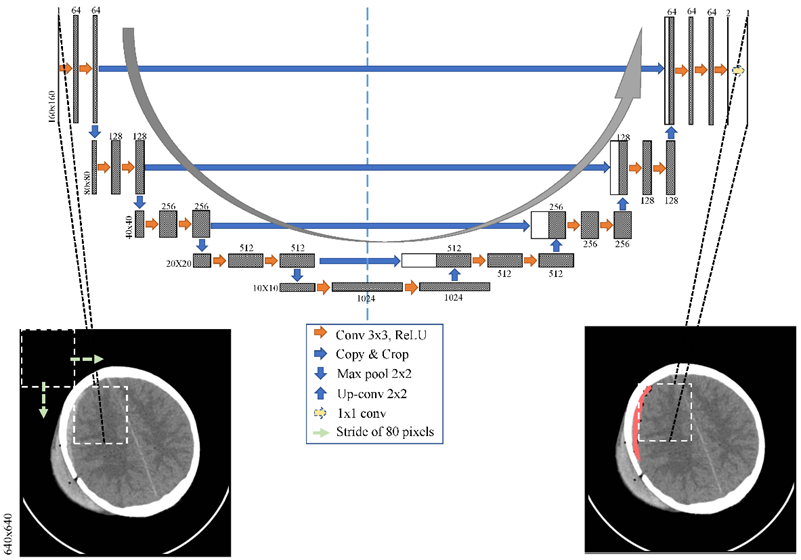 64 64
64 64 64 2
160x160
128 128
128
80x80
128 128
256 256
256
40x40
256 256
512 512
512
20X20
512 512
10X10
1024 1024
Conv 3x3, ReLU
Copy & Crop
Max pool 2x2
Up-conv 2x2
1x1 conv
Stride of 80 pixels
640x640